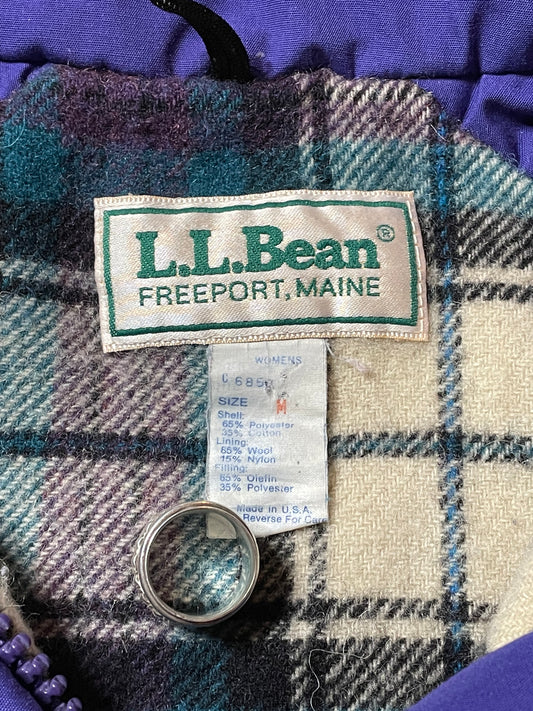 L.L.Bean®
FREEPORT, MAINE
WOMENS
C 685
SIZE M
Shell:
65% Polyester
35% Cotton
Lining:
85% Wool
15% Nylon
Filling:
65% Olefin
35% Polyester
Made in U.S.A.
Reverse For Care